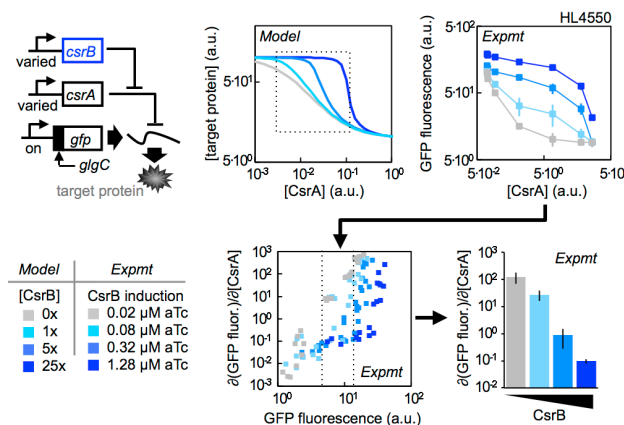 csrB
varied
csrA
varied
gfp
on
glgC
target protein
Model
[target protein] (a.u.)
5·10¹
5·10⁰
10⁻³ 10⁻² 10⁻¹ 10⁰
[CsrA] (a.u.)
HL4550
Expmt
GFP fluorescence (a.u.)
5·10²
5·10¹
5·10⁰
5·10⁻² 5·10⁰ 5·10²
[CsrA] (a.u.)
Model Expmt
[CsrB] CsrB induction
0x 0.02 µM aTc
1x 0.08 µM aTc
5x 0.32 µM aTc
25x 1.28 µM aTc
∂(GFP fluor.)/∂[CsrA]
10³
10²
10¹
10⁰
10⁻¹
10⁻²
10⁻³
Expmt
10⁰ 10¹ 10²
GFP fluorescence (a.u.)
∂(GFP fluor.)/∂[CsrA]
10³
10²
10¹
10⁰
10⁻¹
10⁻²
Expmt
CsrB